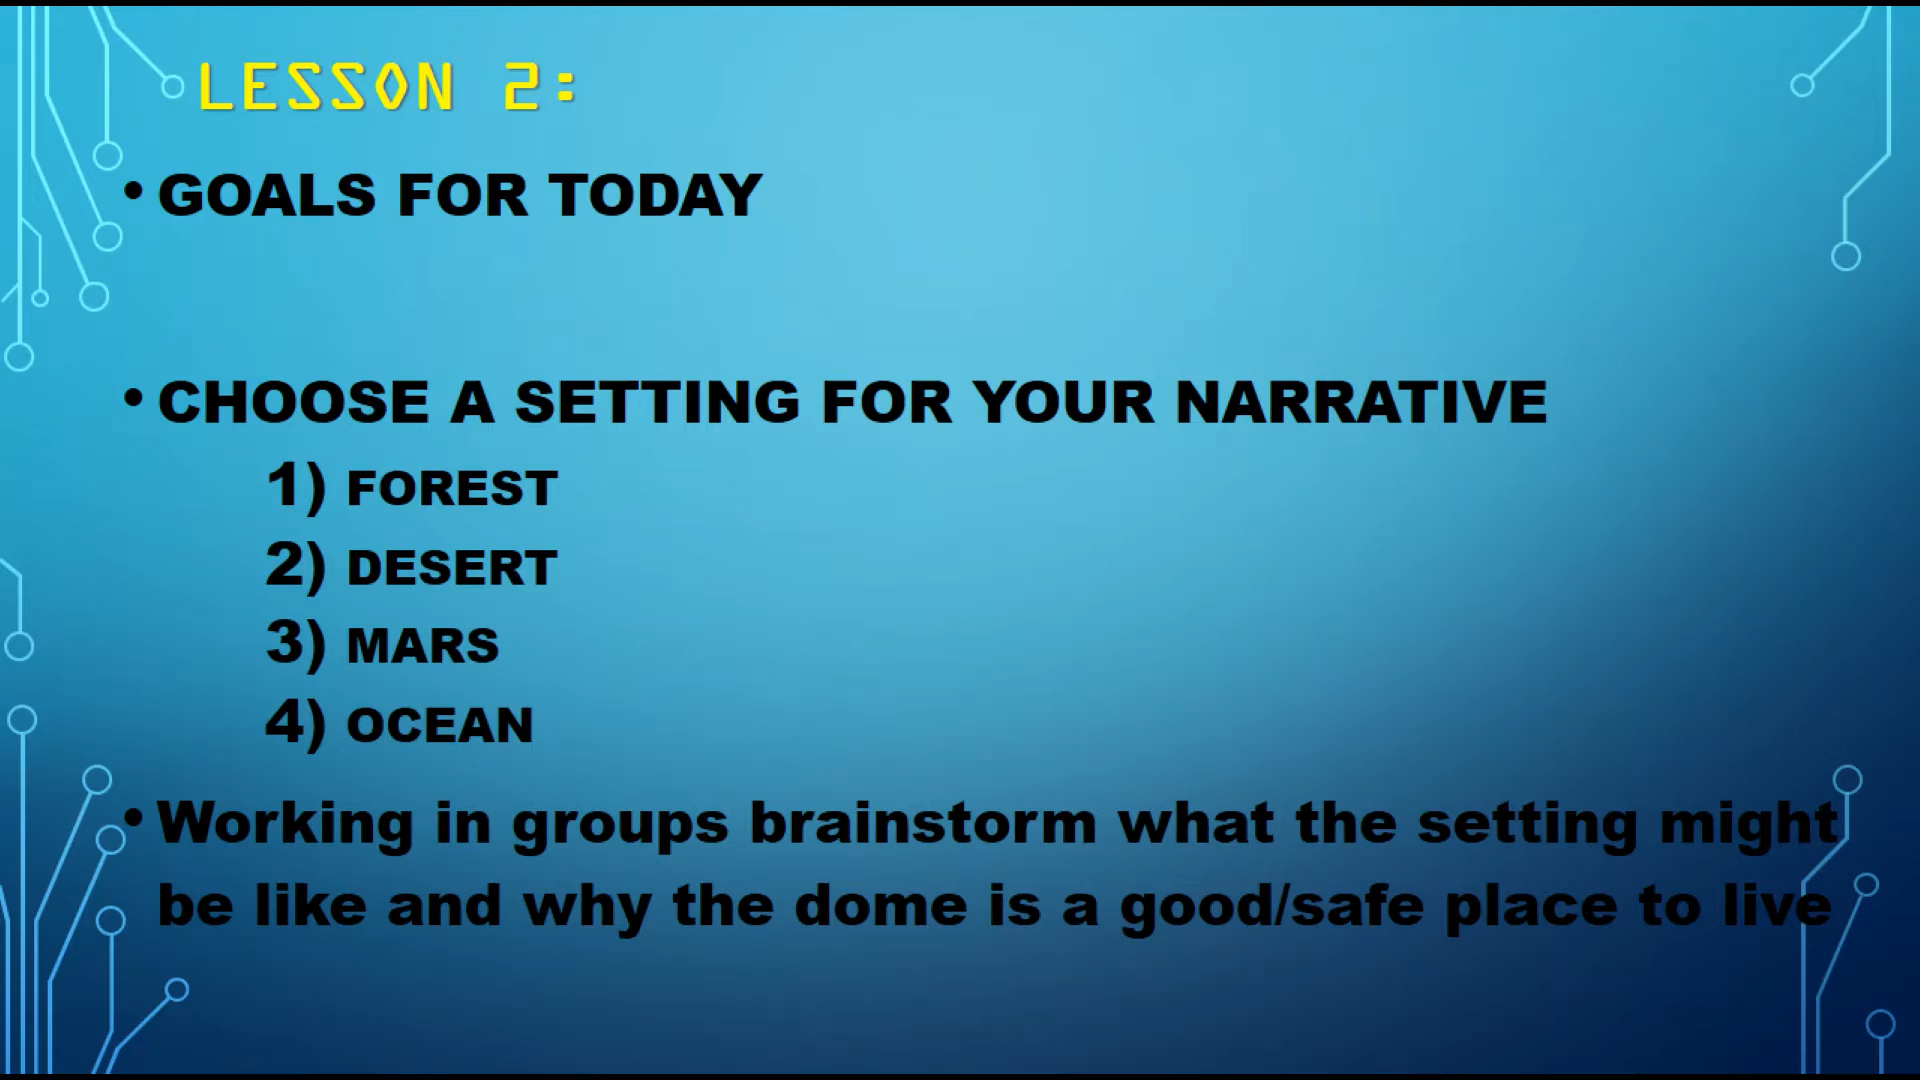 LESSON 2:
• GOALS FOR TODAY
• CHOOSE A SETTING FOR YOUR NARRATIVE
1) FOREST
2) DESERT
3) MARS
4) OCEAN
• Working in groups brainstorm what the setting might
be like and why the dome is a good/safe place to live